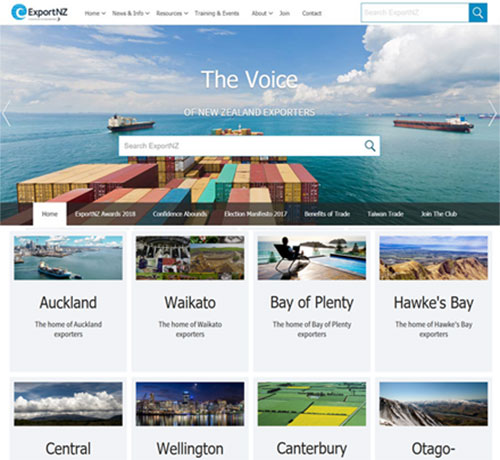 ExportNZ
Home News & Info Resources Training & Events About Join Contact
Search ExportNZ
The Voice
OF NEW ZEALAND EXPORTERS
Search ExportNZ
Home ExportNZ Awards 2018 Confidence Abounds Election Manifesto 2017 Benefits of Trade Taiwan Trade Join The Club
Auckland
The home of Auckland
exporters
Waikato
The home of Waikato
exporters
Bay of Plenty
The home of Bay of Plenty
exporters
Hawke's Bay
The home of Hawke's Bay
exporters
Central
Wellington
Canterbury
Otago-